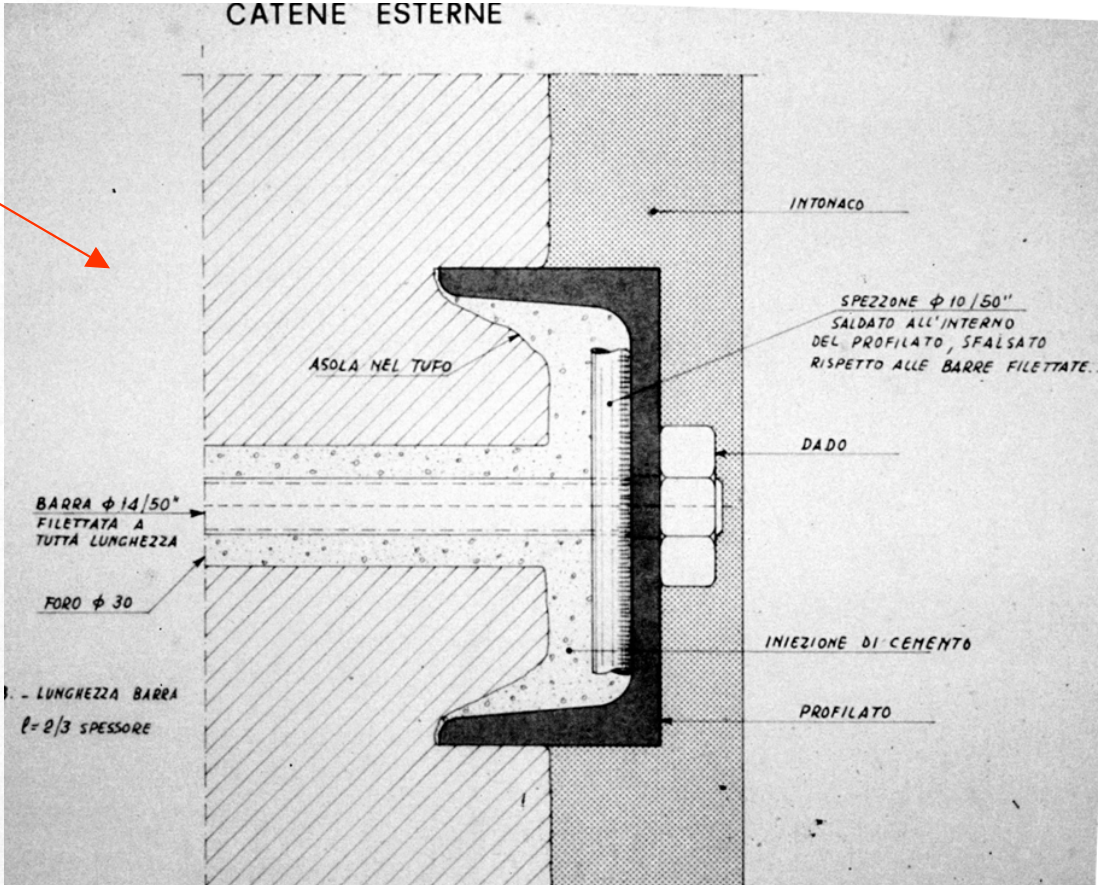 CATENE ESTERNE
INTONACO
SPEZZONE ϕ 10/50"
SALDATO ALL'INTERNO
DEL PROFILATO, SFALSATO
RISPETTO ALLE BARRE FILETTATE.
ASOLA NEL TUFO
DADO
BARRA ϕ 14/50"
FILETTATA A
TUTTA LUNGHEZZA
FORO ϕ 30
INIEZIONE DI CEMENTO
. - LUNGHEZZA BARRA
ℓ= 2/3 SPESSORE
PROFILATO